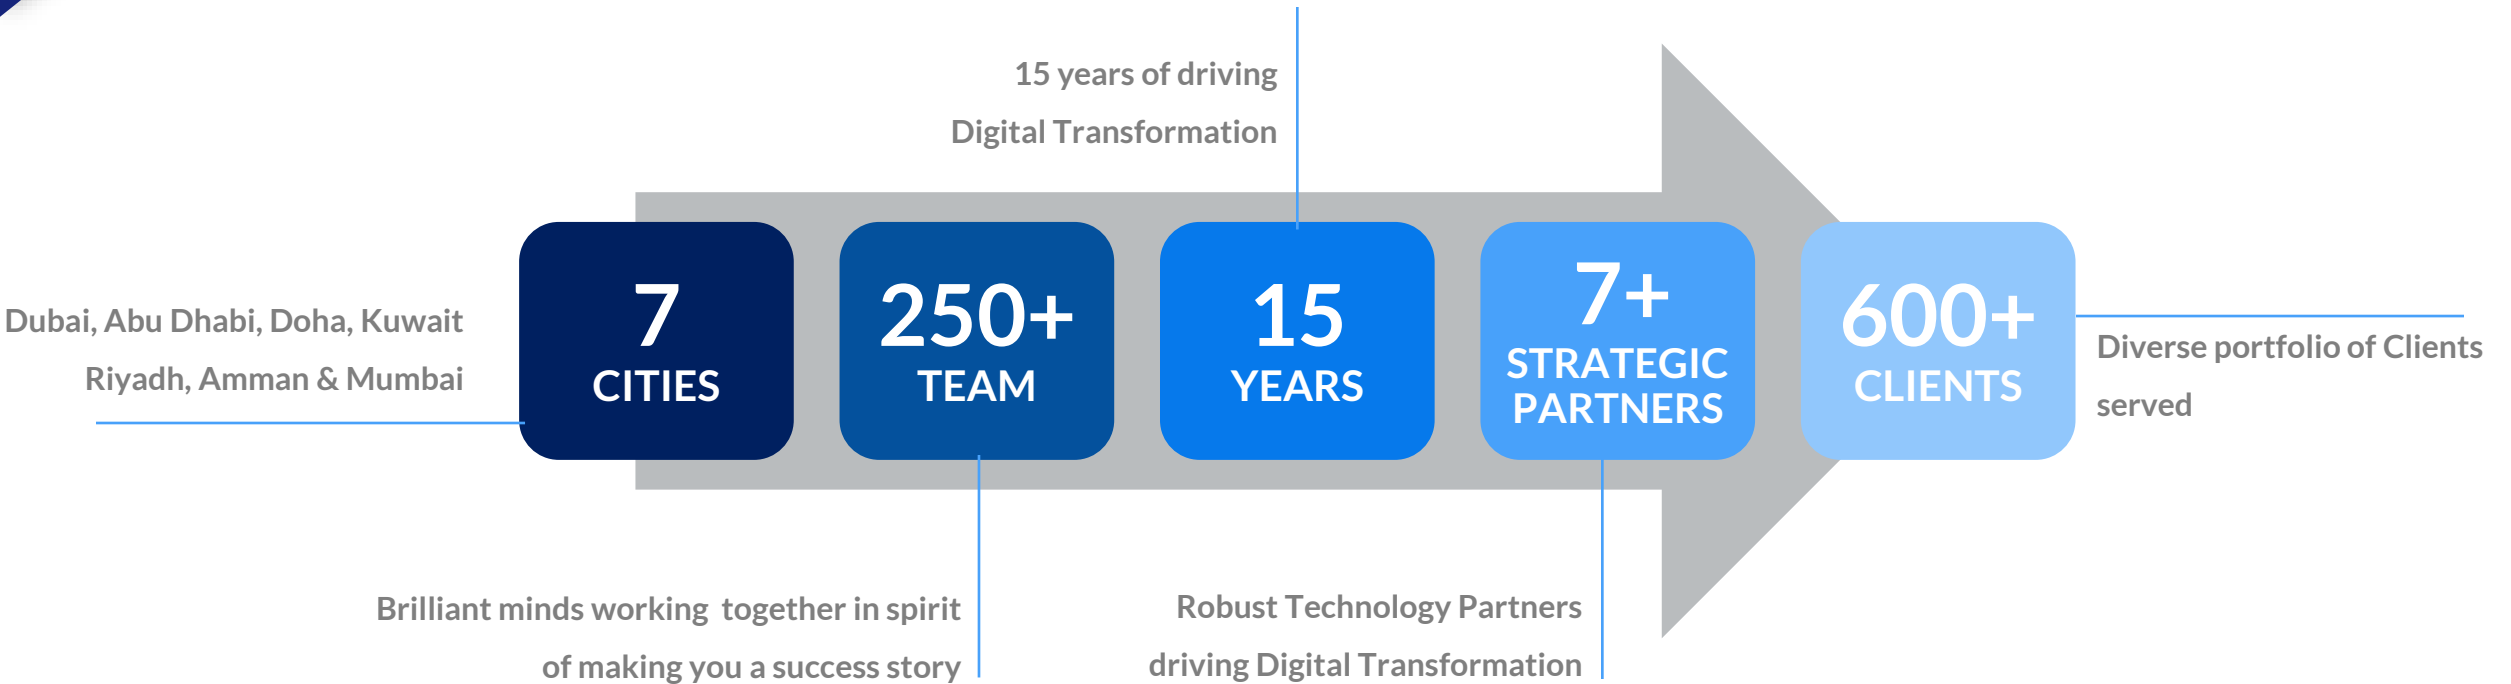 15 years of driving
Digital Transformation
Dubai, Abu Dhabi, Doha, Kuwait
Riyadh, Amman & Mumbai
7
CITIES
250+
TEAM
15
YEARS
7+
STRATEGIC
PARTNERS
600+
CLIENTS
Diverse portfolio of Clients
served
Brilliant minds working  together in spirit
of making you a success story
Robust Technology Partners
driving Digital Transformation